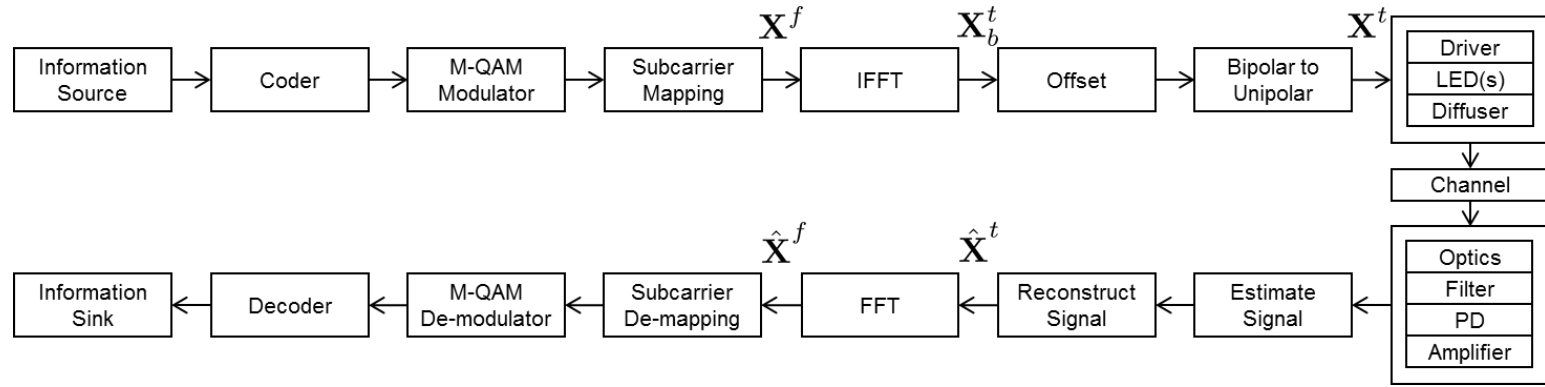 𝐗^f
𝐗_b^t
𝐗^t
Information
Source
Coder
M-QAM
Modulator
Subcarrier
Mapping
IFFT
Offset
Bipolar to
Unipolar
Driver
LED(s)
Diffuser
Channel
𝐗̂^f
𝐗̂^t
Information
Sink
Decoder
M-QAM
De-modulator
Subcarrier
De-mapping
FFT
Reconstruct
Signal
Estimate
Signal
Optics
Filter
PD
Amplifier